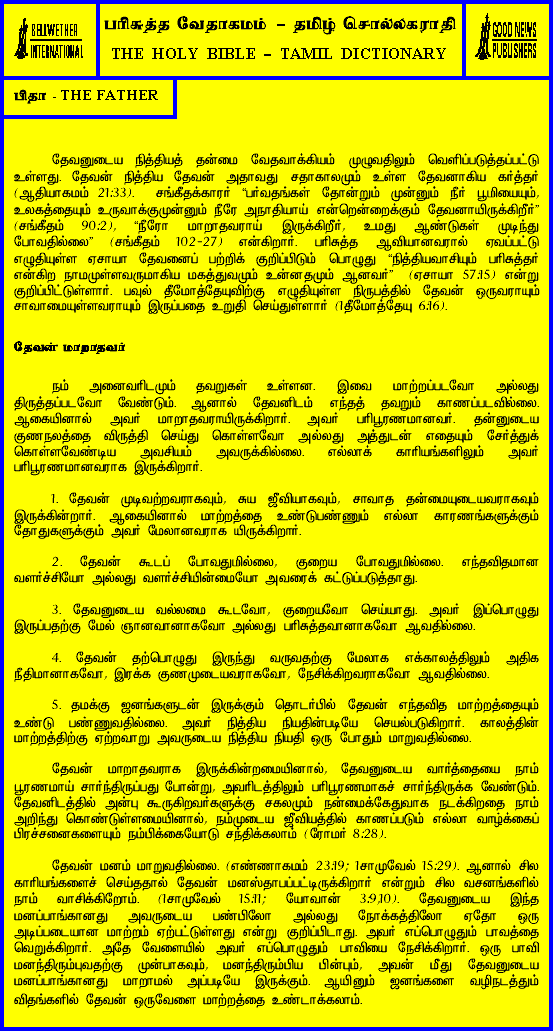 BELLWETHER
INTERNATIONAL
பரிசுத்த வேதாகமம் – தமிழ் சொல்லகராதி
THE HOLY BIBLE – TAMIL DICTIONARY
GOOD NEWS
PUBLISHERS
பிதா - THE FATHER
தேவனுடைய நித்தியத் தன்மை வேதவாக்கியம் முழுவதிலும் வெளிப்படுத்தப்பட்டு
உள்ளது. தேவன் நித்திய தேவன் அதாவது சதாகாலமும் உள்ள தேவனாகிய கர்த்தர்
(ஆதியாகமம் 21:33). சங்கீதக்காரர் “பர்வதங்கள் தோன்றும் முன்னும் நீர் பூமியையும்,
உலகத்தையும் உருவாக்குமுன்னும் நீரே அநாதியாய் என்றென்றைக்கும் தேவனாயிருக்கிறீர்”
(சங்கீதம் 90:2), “நீரோ மாறாதவராய் இருக்கிறீர், உமது ஆண்டுகள் முடிந்து
போவதில்லை” (சங்கீதம் 102-27) என்கிறார். பரிசுத்த ஆவியானவரால் ஏவப்பட்டு
எழுதியுள்ள ஏசாயா தேவனைப் பற்றிக் குறிப்பிடும் பொழுது “நித்தியவாசியும் பரிசுத்தர்
என்கிற நாமமுள்ளவருமாகிய மகத்துவமும் உன்னதமும் ஆனவர்” (ஏசாயா 57:15) என்று
குறிப்பிட்டுள்ளார். பவுல் தீமோத்தேயுவிற்கு எழுதியுள்ள நிருபத்தில் தேவன் ஒருவராயும்
சாவாமையுள்ளவராயும் இருப்பதை உறுதி செய்துள்ளார் (1தீமோத்தேயு 6:16).
தேவன் மாறாதவர்
நம் அனைவரிடமும் தவறுகள் உள்ளன. இவை மாற்றப்படவோ அல்லது
திருத்தப்படவோ வேண்டும். ஆனால் தேவனிடம் எந்தத் தவறும் காணப்படவில்லை.
ஆகையினால் அவர் மாறாதவராயிருக்கிறார். அவர் பரிபூரணமானவர். தன்னுடைய
குணநலத்தை விருத்தி செய்து கொள்ளவோ அல்லது அத்துடன் எதையும் சேர்த்துக்
கொள்ளவேண்டிய அவசியம் அவருக்கில்லை. எல்லாக் காரியங்களிலும் அவர்
பரிபூரணமானவராக இருக்கிறார்.
1. தேவன் முடிவற்றவராகவும், சுய ஜீவியாகவும், சாவாத தன்மையுடையவராகவும்
இருக்கின்றார். ஆகையினால் மாற்றத்தை உண்டுபண்ணும் எல்லா காரணங்களுக்கும்
தோதுகளுக்கும் அவர் மேலானவராக யிருக்கிறார்.
2. தேவன் கூடப் போவதுமில்லை, குறைய போவதுமில்லை. எந்தவிதமான
வளர்ச்சியோ அல்லது வளர்ச்சியின்மையோ அவரைக் கட்டுப்படுத்தாது.
3. தேவனுடைய வல்லமை கூடவோ, குறையவோ செய்யாது. அவர் இப்பொழுது
இருப்பதற்கு மேல் ஞானவானாகவோ அல்லது பரிசுத்தவானாகவோ ஆவதில்லை.
4. தேவன் தற்பொழுது இருந்து வருவதற்கு மேலாக எக்காலத்திலும் அதிக
நீதிமானாகவோ, இரக்க குணமுடையவராகவோ, நேசிக்கிறவராகவோ ஆவதில்லை.
5. தமக்கு ஜனங்களுடன் இருக்கும் தொடர்பில் தேவன் எந்தவித மாற்றத்தையும்
உண்டு பண்ணுவதில்லை. அவர் நித்திய நியதின்படியே செயல்படுகிறார். காலத்தின்
மாற்றத்திற்கு ஏற்றவாறு அவருடைய நித்திய நியதி ஒரு போதும் மாறுவதில்லை.
தேவன் மாறாதவராக இருக்கின்றமையினால், தேவனுடைய வார்த்தையை நாம்
பூரணமாய் சார்ந்திருப்பது போன்று, அவரிடத்திலும் பரிபூரணமாகச் சார்ந்திருக்க வேண்டும்.
தேவனிடத்தில் அன்பு கூருகிறவர்களுக்கு சகலமும் நன்மைக்கேதுவாக நடக்கிறதை நாம்
அறிந்து கொண்டுள்ளமையினால், நம்முடைய ஜீவியத்தில் காணப்படும் எல்லா வாழ்க்கைப்
பிரச்சனைகளையும் நம்பிக்கையோடு சந்திக்கலாம் (ரோமர் 8:28).
தேவன் மனம் மாறுவதில்லை. (எண்ணாகமம் 23:19; 1சாமுவேல் 15:29). ஆனால் சில
காரியங்களைச் செய்ததால் தேவன் மனஸ்தாபப்பட்டிருக்கிறார் என்றும் சில வசனங்களில்
நாம் வாசிக்கிறோம். (1சாமுவேல் 15:11; யோவான் 3:9,10). தேவனுடைய இந்த
மனப்பாங்கானது அவருடைய பண்பிலோ அல்லது நோக்கத்திலோ ஏதோ ஒரு
அடிப்படையான மாற்றம் ஏற்பட்டுள்ளது என்று குறிப்பிடாது. அவர் எப்பொழுதும் பாவத்தை
வெறுக்கிறார். அதே வேளையில் அவர் எப்பொழுதும் பாவியை நேசிக்கிறார். ஒரு பாவி
மனந்திரும்புவதற்கு முன்பாகவும், மனந்திரும்பிய பின்பும், அவன் மீது தேவனுடைய
மனப்பாங்கானது மாறாமல் அப்படியே இருக்கும். ஆயினும் ஜனங்களை வழிநடத்தும்
விதங்களில் தேவன் ஒருவேளை மாற்றத்தை உண்டாக்கலாம்.